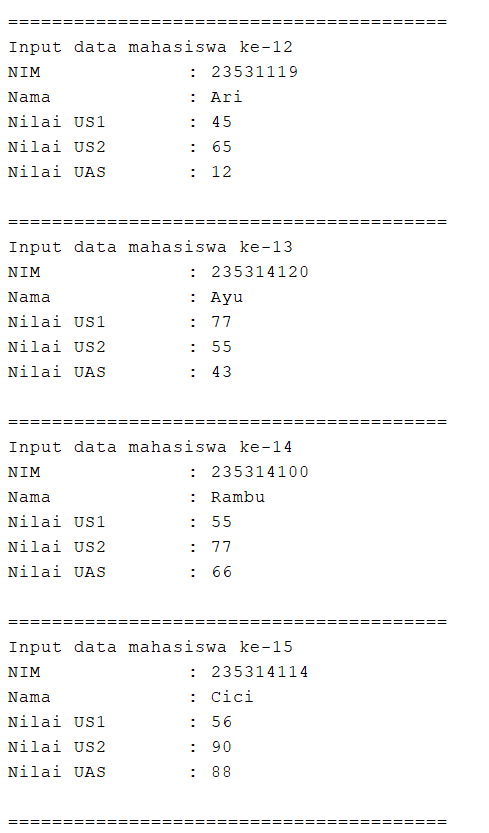 ========================================
Input data mahasiswa ke-12
NIM : 23531119
Nama : Ari
Nilai US1 : 45
Nilai US2 : 65
Nilai UAS : 12
========================================
Input data mahasiswa ke-13
NIM : 235314120
Nama : Ayu
Nilai US1 : 77
Nilai US2 : 55
Nilai UAS : 43
========================================
Input data mahasiswa ke-14
NIM : 235314100
Nama : Rambu
Nilai US1 : 55
Nilai US2 : 77
Nilai UAS : 66
========================================
Input data mahasiswa ke-15
NIM : 235314114
Nama : Cici
Nilai US1 : 56
Nilai US2 : 90
Nilai UAS : 88
========================================